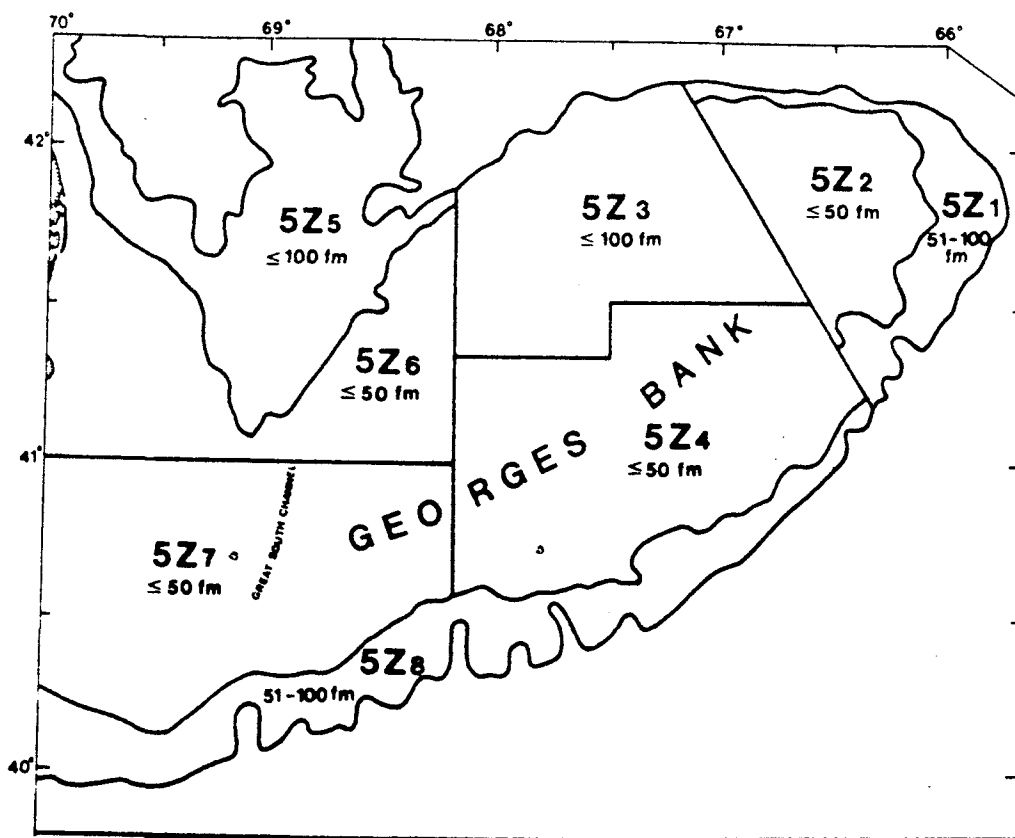 70°
69°
68°
67°
66°
42°
5Z2
≤ 50 fm
5Z1
51-100
fm
5Z3
≤ 100 fm
5Z5
≤ 100 fm
5Z6
≤ 50 fm
GEORGES BANK
5Z4
≤ 50 fm
41°
GREAT SOUTH CHANNEL
5Z7
≤ 50 fm
5Z8
51-100 fm
40°